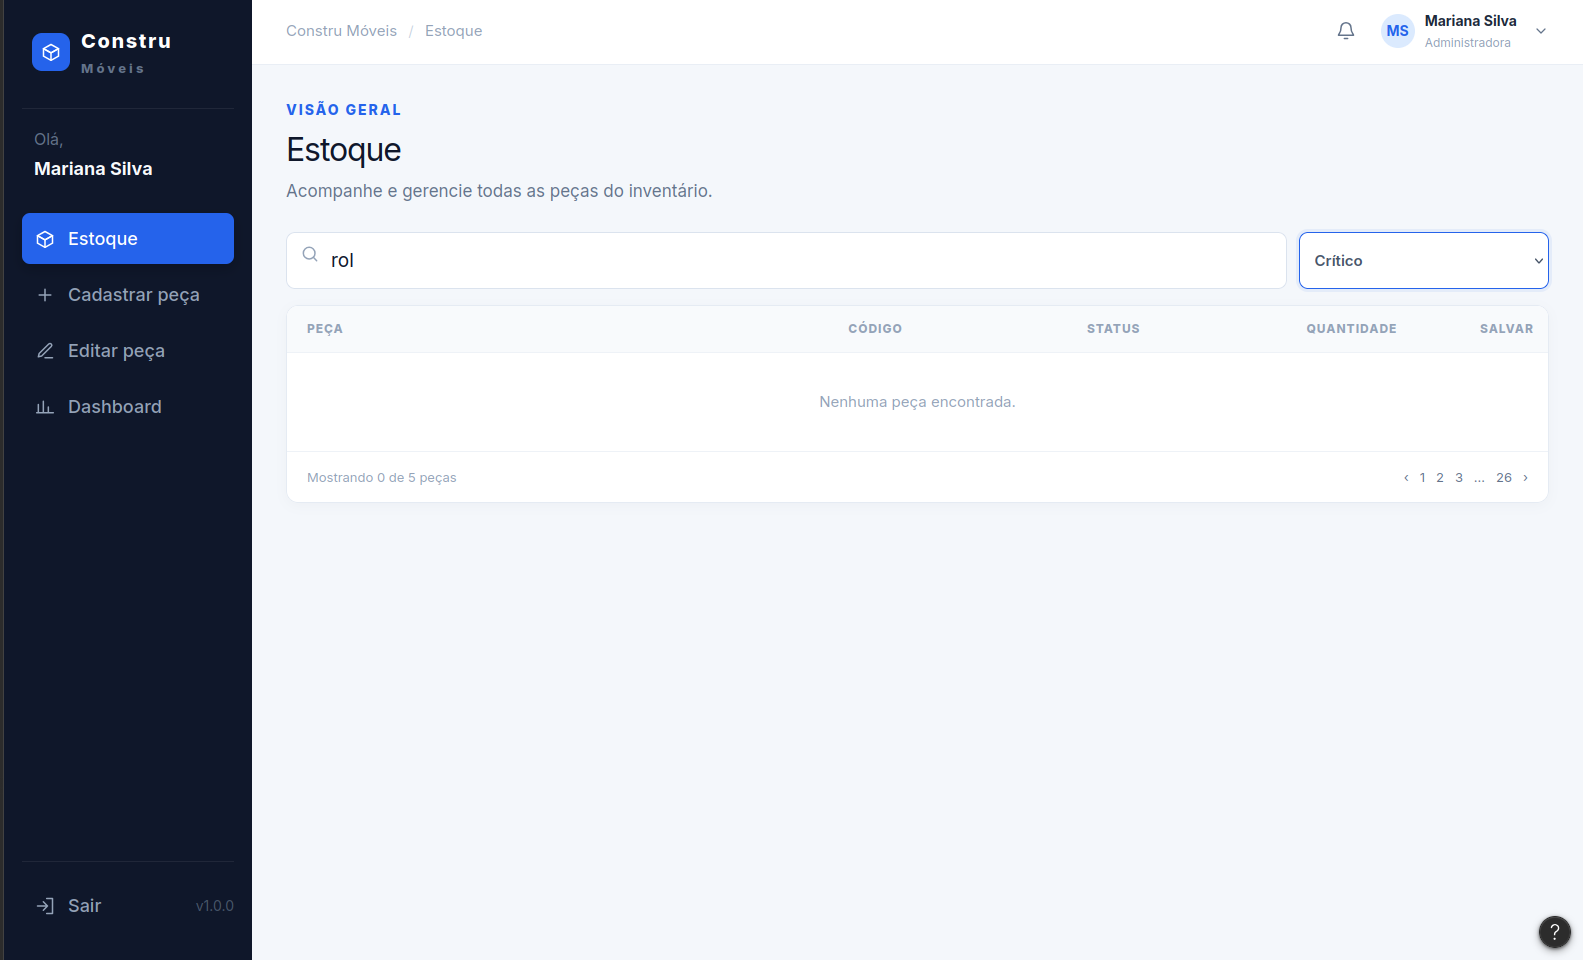 Constru
Móveis
Olá,
Mariana Silva
Estoque
Cadastrar peça
Editar peça
Dashboard
Sair v1.0.0
Constru Móveis / Estoque
MS
Mariana Silva
Administradora
VISÃO GERAL
Estoque
Acompanhe e gerencie todas as peças do inventário.
rol
Crítico
PEÇA CÓDIGO STATUS QUANTIDADE SALVAR
Nenhuma peça encontrada.
Mostrando 0 de 5 peças ‹ 1 2 3 ... 26 ›
?